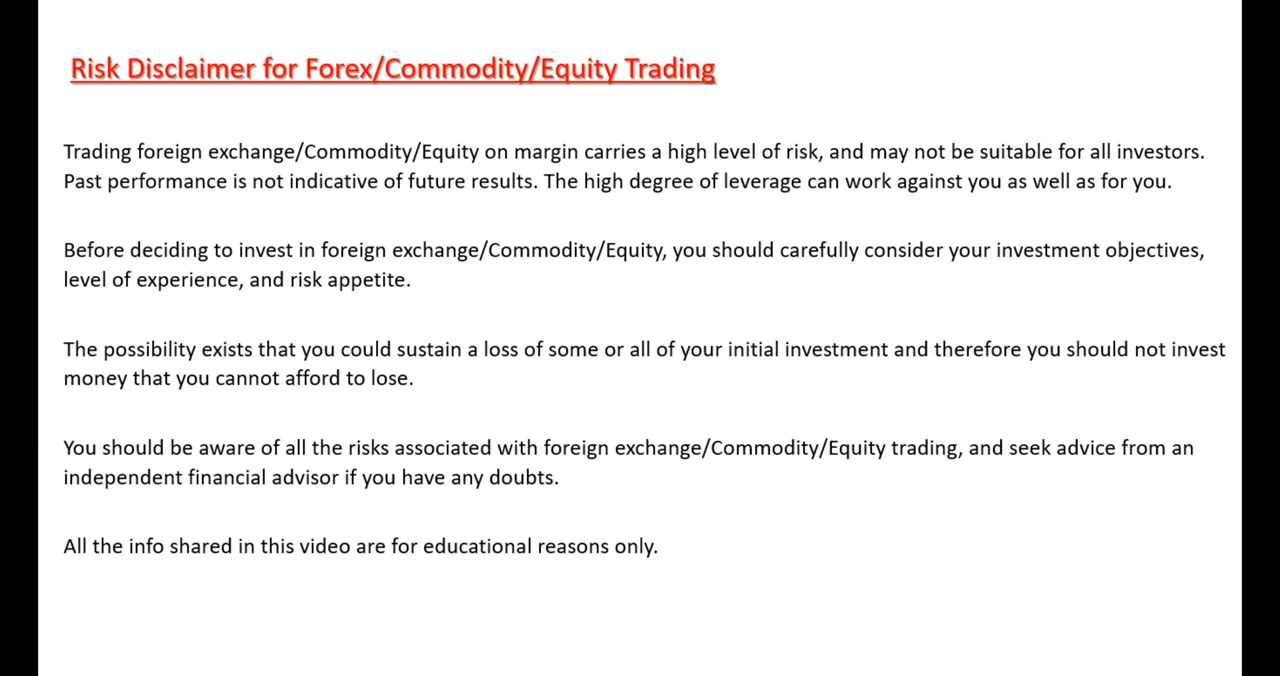 Risk Disclaimer for Forex/Commodity/Equity Trading
Trading foreign exchange/Commodity/Equity on margin carries a high level of risk, and may not be suitable for all investors.
Past performance is not indicative of future results. The high degree of leverage can work against you as well as for you.
Before deciding to invest in foreign exchange/Commodity/Equity, you should carefully consider your investment objectives,
level of experience, and risk appetite.
The possibility exists that you could sustain a loss of some or all of your initial investment and therefore you should not invest
money that you cannot afford to lose.
You should be aware of all the risks associated with foreign exchange/Commodity/Equity trading, and seek advice from an
independent financial advisor if you have any doubts.
All the info shared in this video are for educational reasons only.